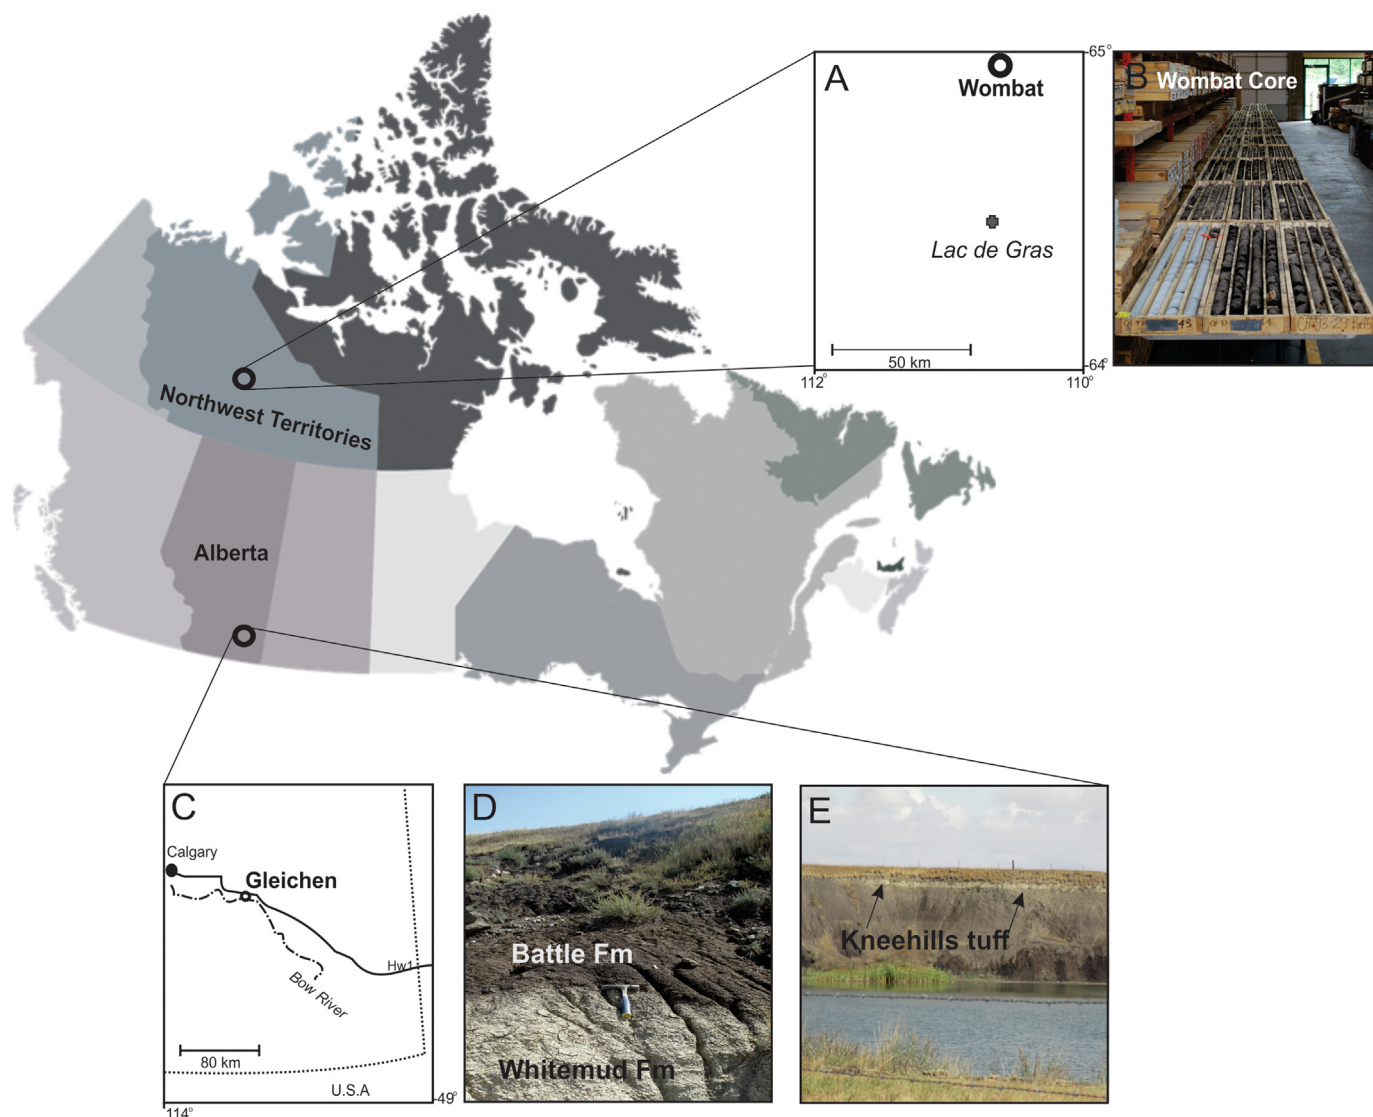 A
Wombat
Lac de Gras
50 km
65°
64°
112°
110°
B Wombat Core
Northwest Territories
Alberta
C
Calgary
Gleichen
Hw1
Bow River
80 km
U.S.A
49°
114°
D
Battle Fm
Whitemud Fm
E
Kneehills tuff